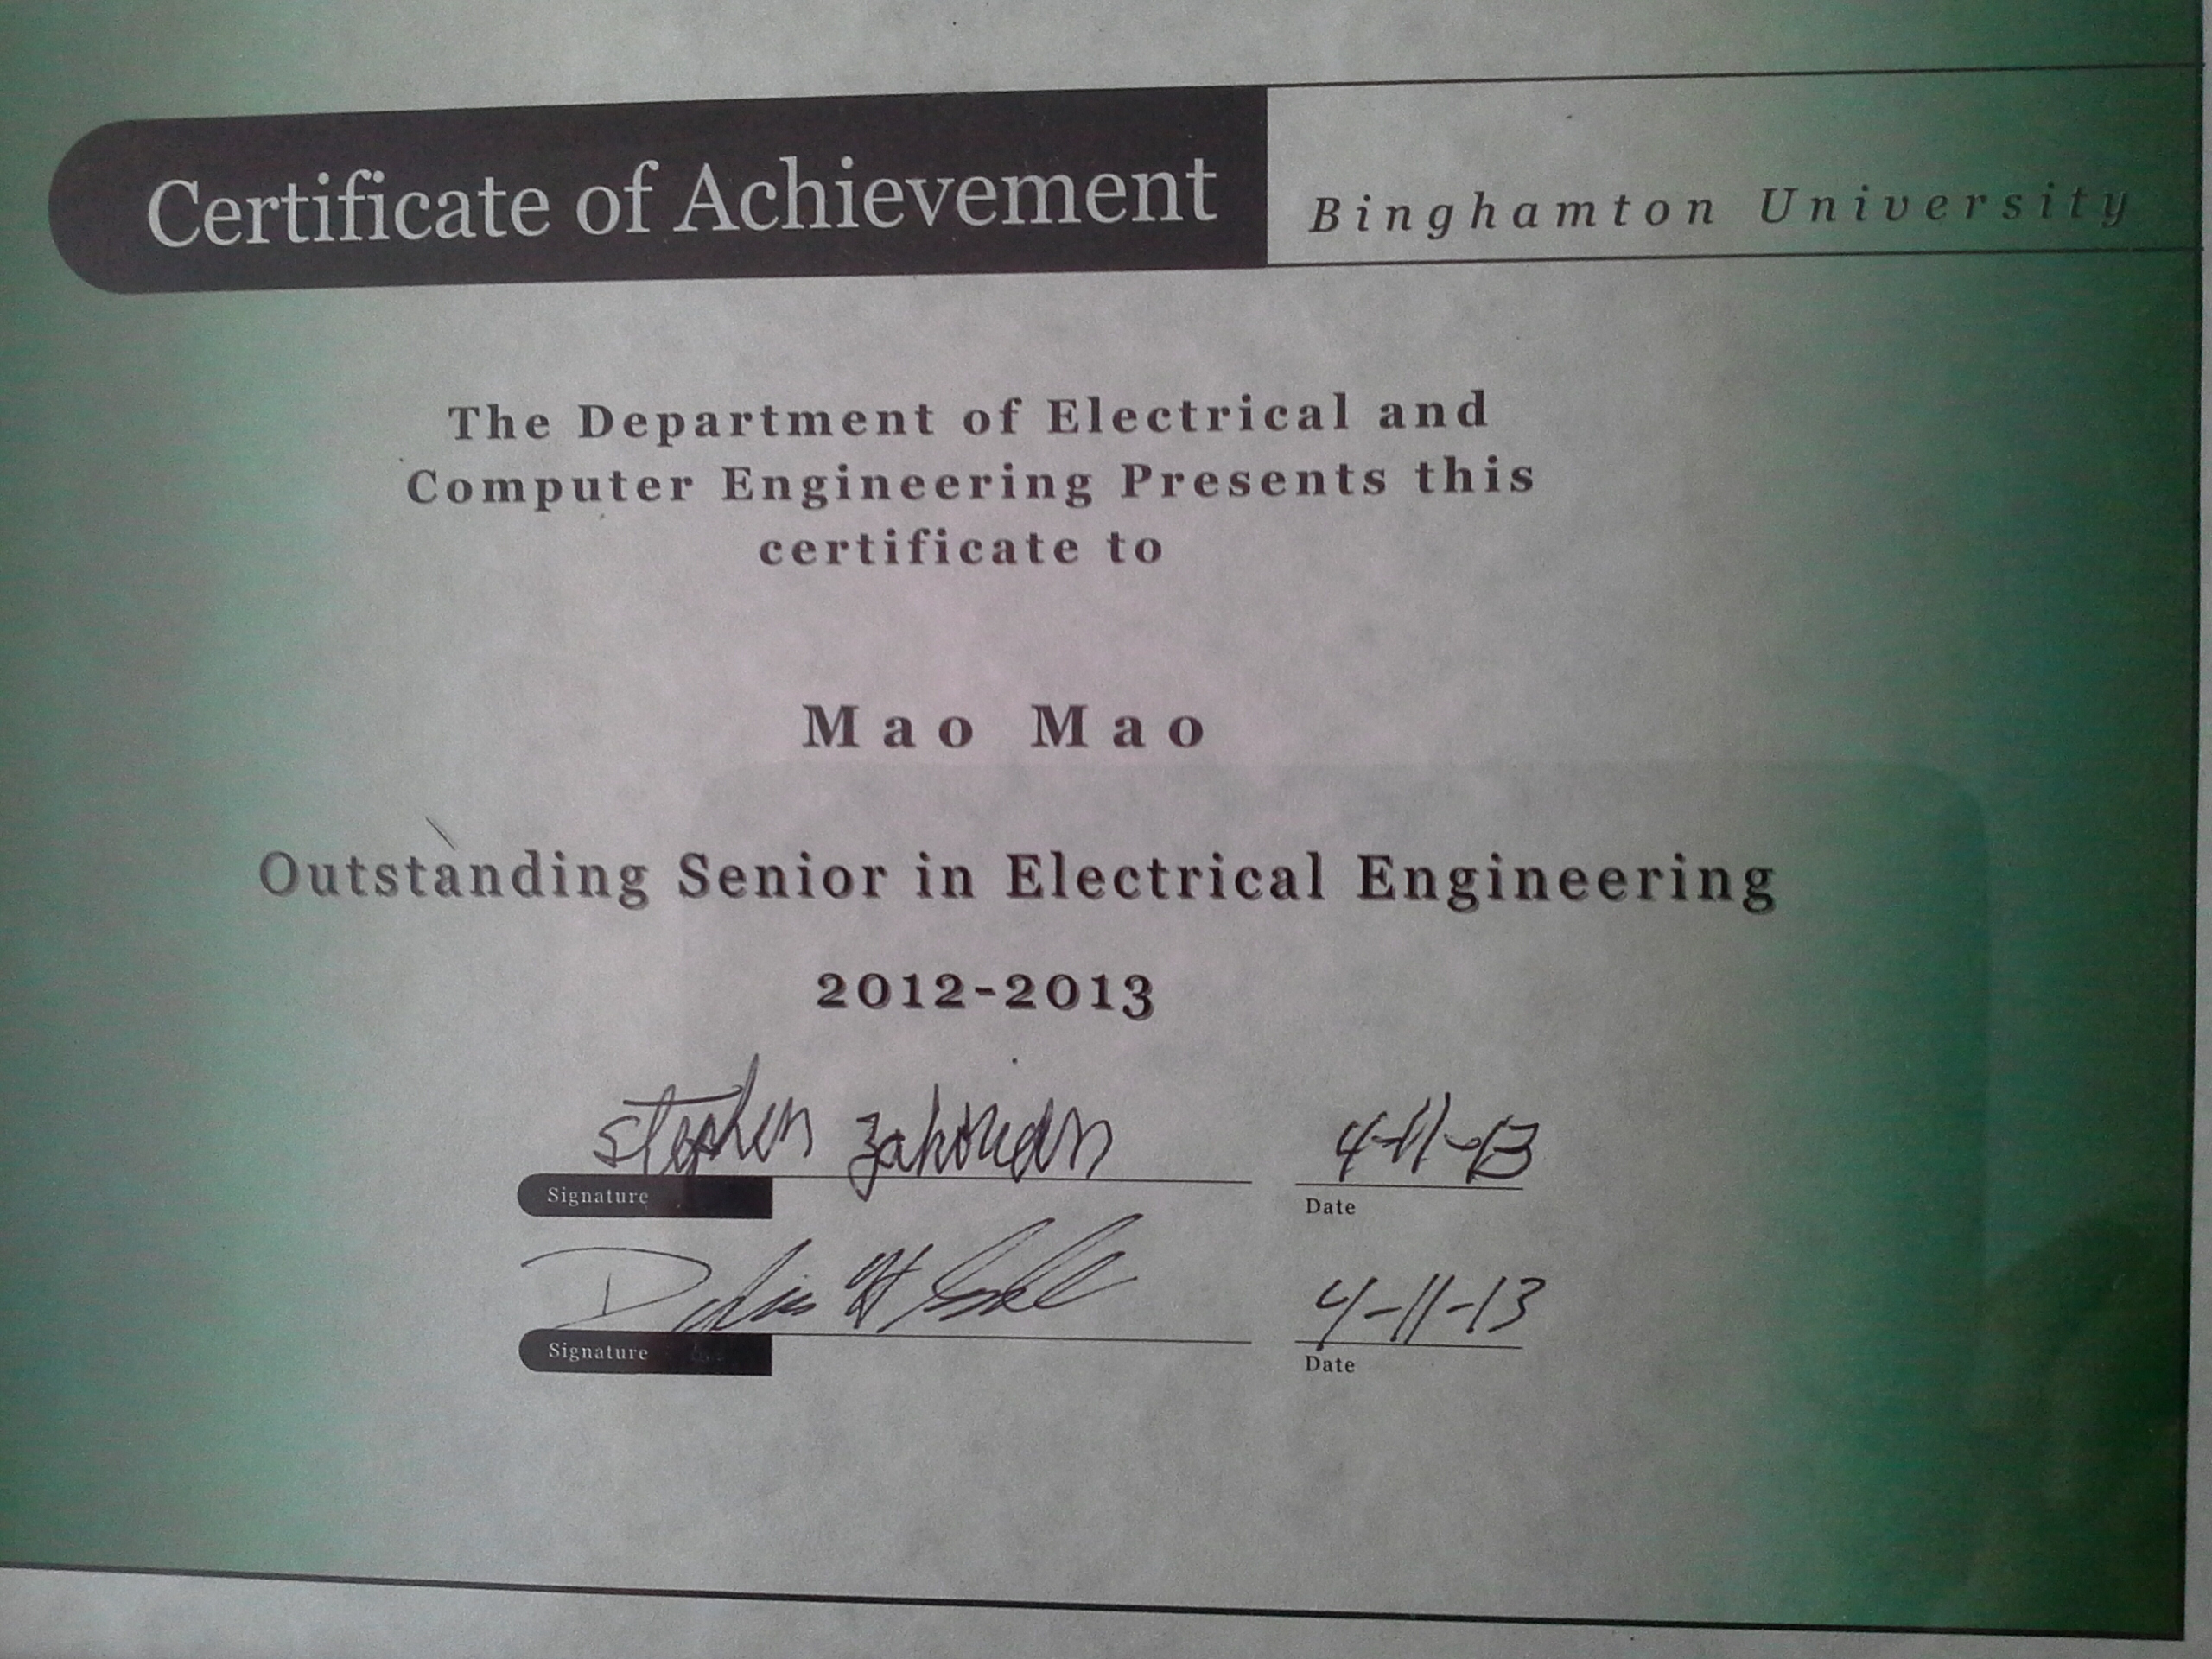 Certificate of Achievement Binghamton University
The Department of Electrical and
Computer Engineering Presents this
certificate to
Mao Mao
Outstanding Senior in Electrical Engineering
2012-2013
Stephen Zahorian 4-11-13
Signature Date
4-11-13
Signature Date